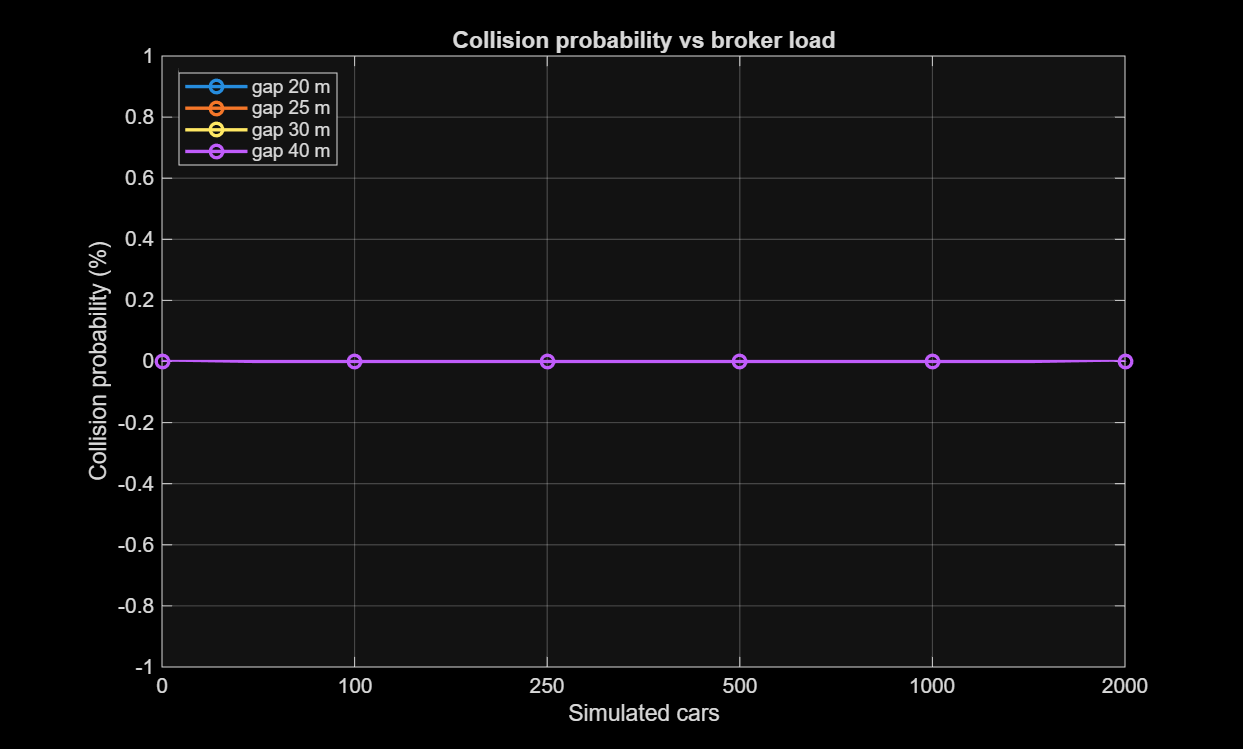 Collision probability vs broker load
gap 20 m
gap 25 m
gap 30 m
gap 40 m
Collision probability (%)
1
0.8
0.6
0.4
0.2
0
-0.2
-0.4
-0.6
-0.8
-1
0 100 250 500 1000 2000
Simulated cars